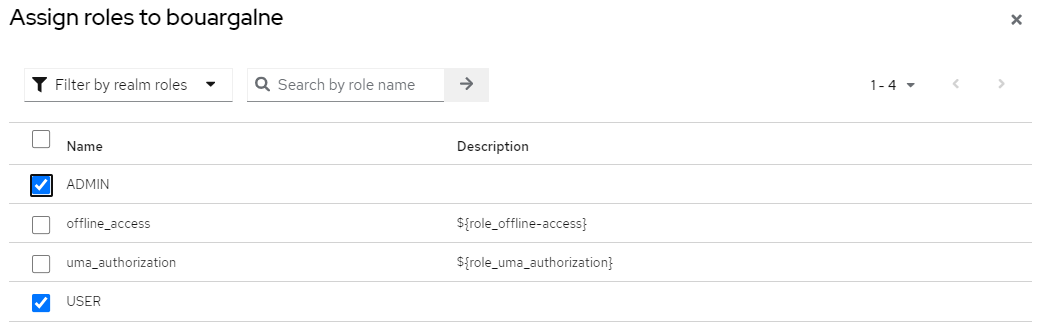 Assign roles to bouargalne
Filter by realm roles Search by role name 1 - 4
Name Description
ADMIN
offline_access ${role_offline-access}
uma_authorization ${role_uma_authorization}
USER